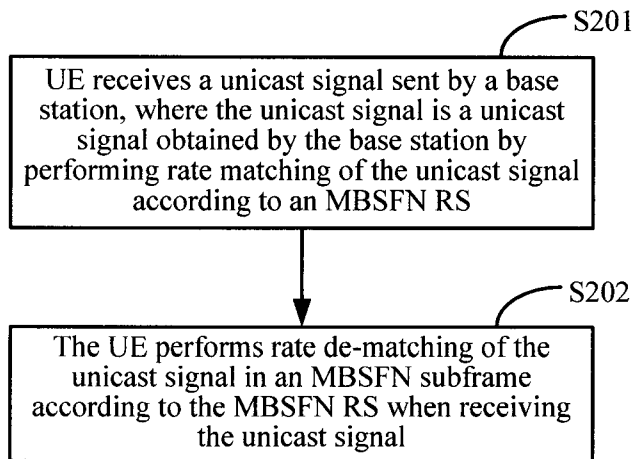 S201
UE receives a unicast signal sent by a base
station, where the unicast signal is a unicast
signal obtained by the base station by
performing rate matching of the unicast signal
according to an MBSFN RS
S202
The UE performs rate de-matching of the
unicast signal in an MBSFN subframe
according to the MBSFN RS when receiving
the unicast signal